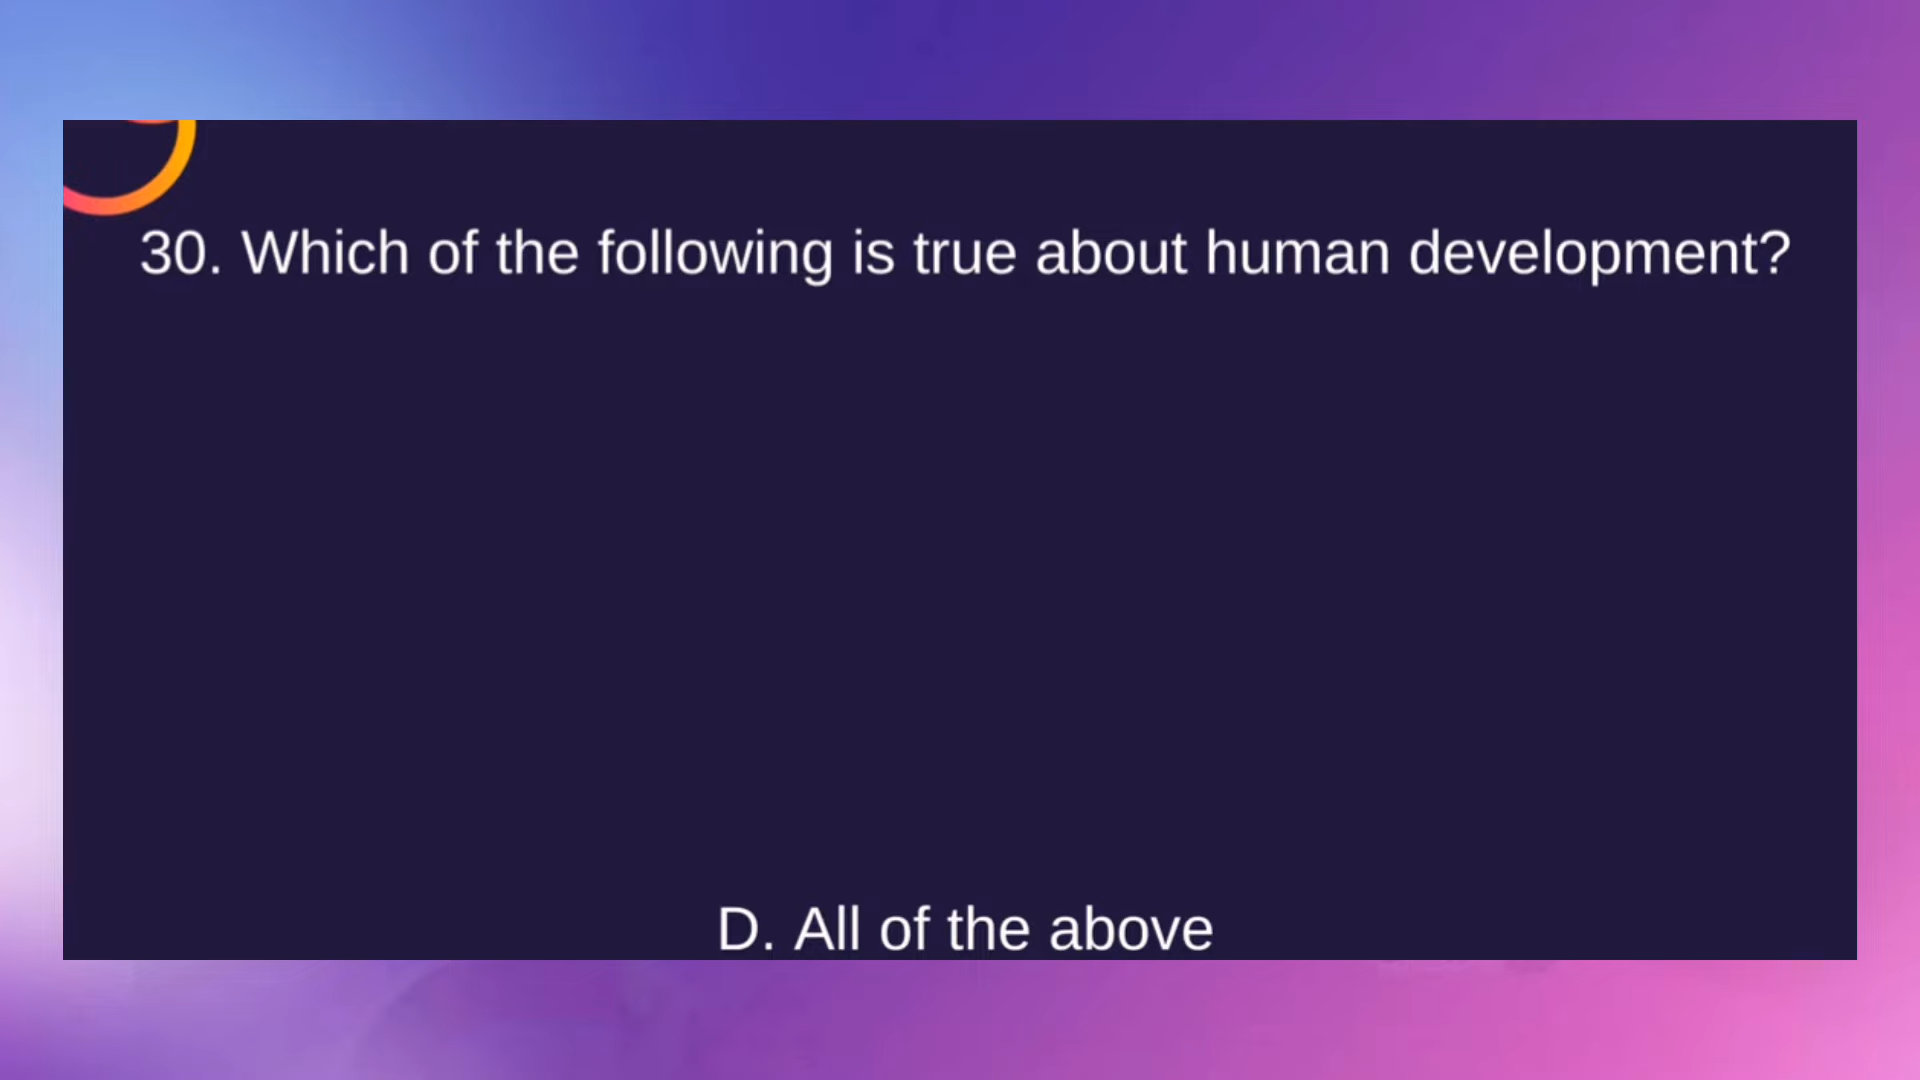 30. Which of the following is true about human development?
D. All of the above